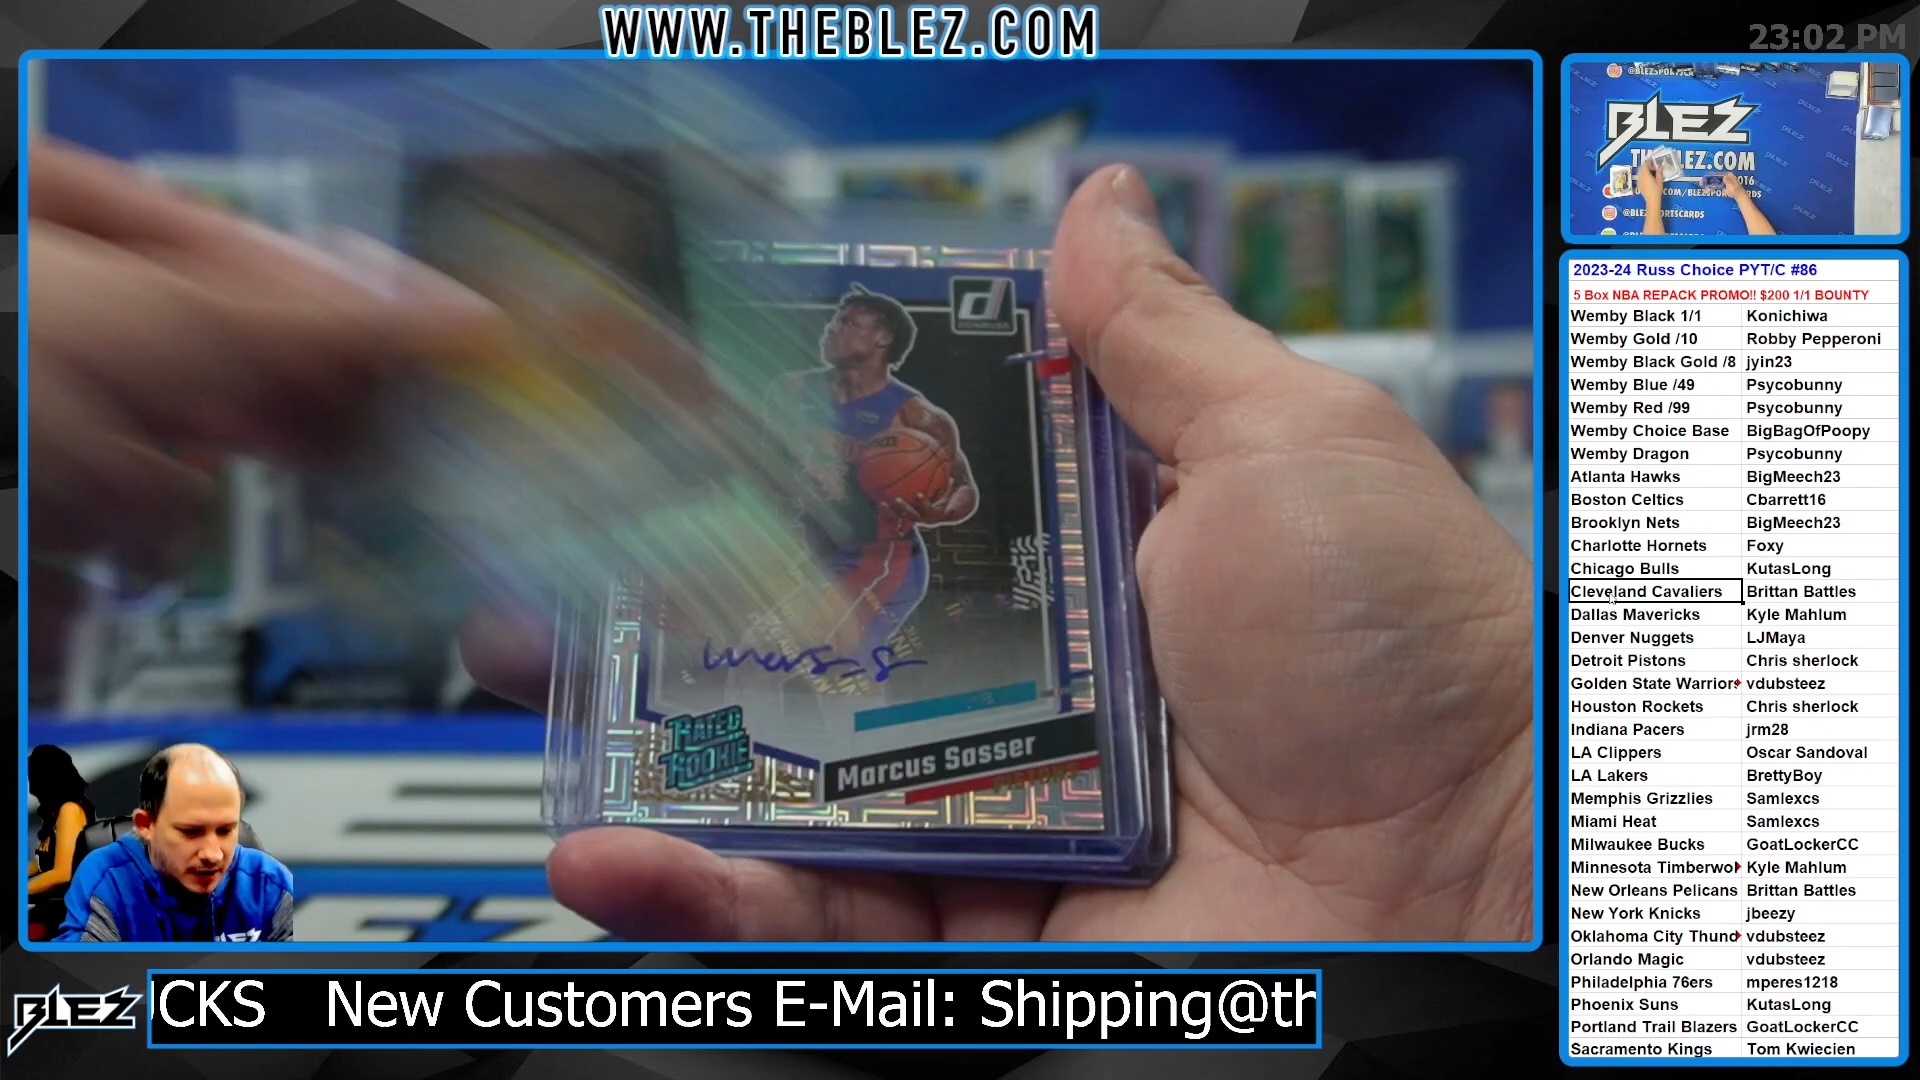 WWW.THEBLEZ.COM
23:02 PM
BLEZ
THEBLEZ.COM
2023-24 Russ Choice PYT/C #86
5 Box NBA REPACK PROMO!! $200 1/1 BOUNTY
Wemby Black 1/1 Konichiwa
Wemby Gold /10 Robby Pepperoni
Wemby Black Gold /8 jyin23
Wemby Blue /49 Psycobunny
Wemby Red /99 Psycobunny
Wemby Choice Base BigBagOfPoopy
Wemby Dragon Psycobunny
Atlanta Hawks BigMeech23
Boston Celtics Cbarrett16
Brooklyn Nets BigMeech23
Charlotte Hornets Foxy
Chicago Bulls KutasLong
Cleveland Cavaliers Brittan Battles
Dallas Mavericks Kyle Mahlum
Denver Nuggets LJMaya
Detroit Pistons Chris sherlock
Golden State Warriors vdubsteez
Houston Rockets Chris sherlock
Indiana Pacers jrm28
LA Clippers Oscar Sandoval
LA Lakers BrettyBoy
Memphis Grizzlies Samlexcs
Miami Heat Samlexcs
Milwaukee Bucks GoatLockerCC
Minnesota Timberwol Kyle Mahlum
New Orleans Pelicans Brittan Battles
New York Knicks jbeezy
Oklahoma City Thund vdubsteez
Orlando Magic vdubsteez
Philadelphia 76ers mperes1218
Phoenix Suns KutasLong
Portland Trail Blazers GoatLockerCC
Sacramento Kings Tom Kwiecien
d
DONRUSS
RATED
ROOKIE
Marcus Sasser
PISTONS
BLEZ
UCKS New Customers E-Mail: Shipping@th